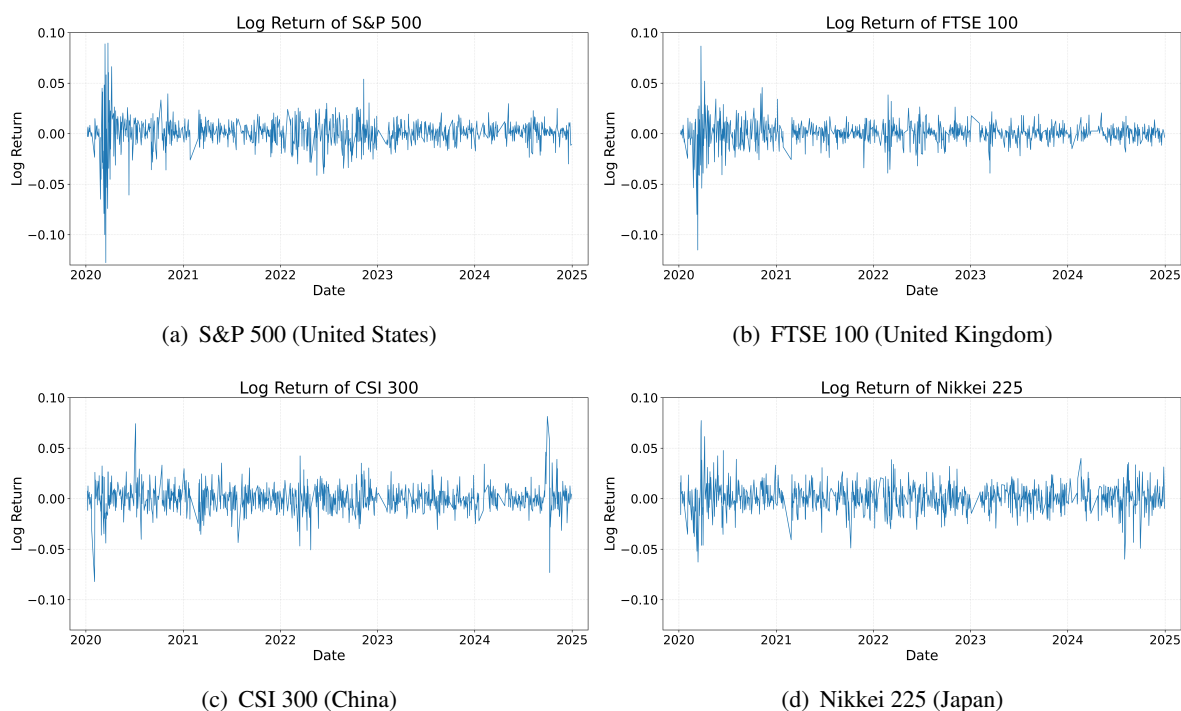 Log Return of S&P 500
0.10
0.05
0.00
−0.05
−0.10
Log Return
2020 2021 2022 2023 2024 2025
Date
(a) S&P 500 (United States)
Log Return of FTSE 100
0.10
0.05
0.00
−0.05
−0.10
Log Return
2020 2021 2022 2023 2024 2025
Date
(b) FTSE 100 (United Kingdom)
Log Return of CSI 300
0.10
0.05
0.00
−0.05
−0.10
Log Return
2020 2021 2022 2023 2024 2025
Date
(c) CSI 300 (China)
Log Return of Nikkei 225
0.10
0.05
0.00
−0.05
−0.10
Log Return
2020 2021 2022 2023 2024 2025
Date
(d) Nikkei 225 (Japan)